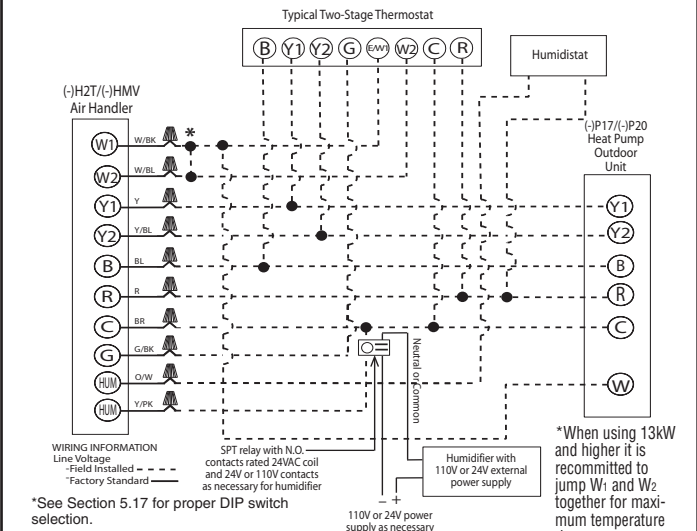 Typical Two-Stage Thermostat
B Y1 Y2 G E/W1 W2 C R
Humidistat
(-)H2T/(-)HMV
Air Handler
(-)P17/(-)P20
Heat Pump
Outdoor
Unit
W1 W/BK *
W2 W/BL
Y1 Y Y1
Y2 Y/BL Y2
B BL B
R R R
C BR C
G G/BK
HUM O/W
HUM Y/PK
W
Neutral or Common
WIRING INFORMATION
Line Voltage
-Field Installed
-Factory Standard
SPT relay with N.O.
contacts rated 24VAC coil
and 24V or 110V contacts
as necessary for humidifier
Humidifier with
110V or 24V external
power supply
*See Section 5.17 for proper DIP switch
selection.
– +
110V or 24V power
supply as necessary
*When using 13kW
and higher it is
recommitted to
jump W1 and W2
together for maxi-
mum temperature